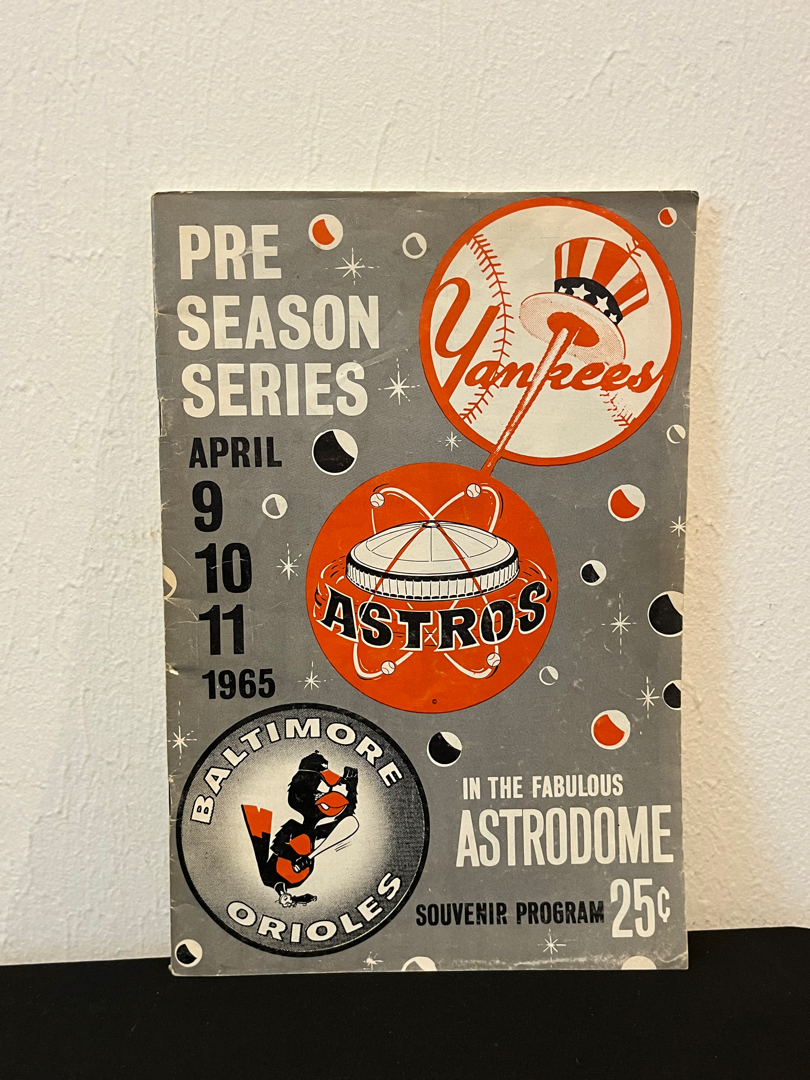 PRE
SEASON
SERIES
APRIL
9
10
11
1965
Yankees
ASTROS
©
BALTIMORE
ORIOLES
IN THE FABULOUS
ASTRODOME
SOUVENIR PROGRAM 25¢